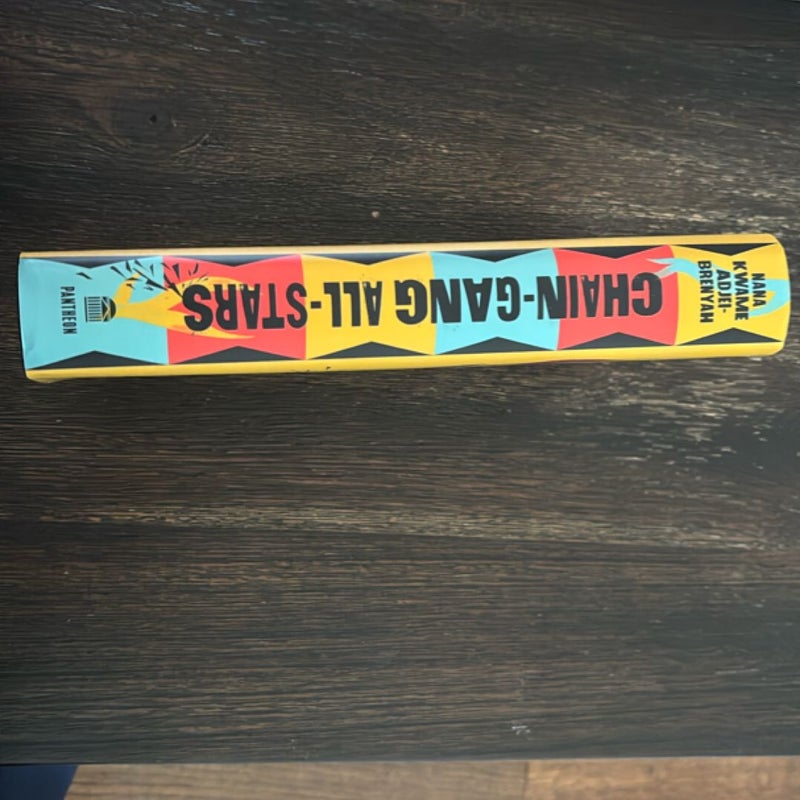 NANA
KWAME
ADJEI-
BRENYAH
CHAIN-GANG ALL-STARS
PANTHEON